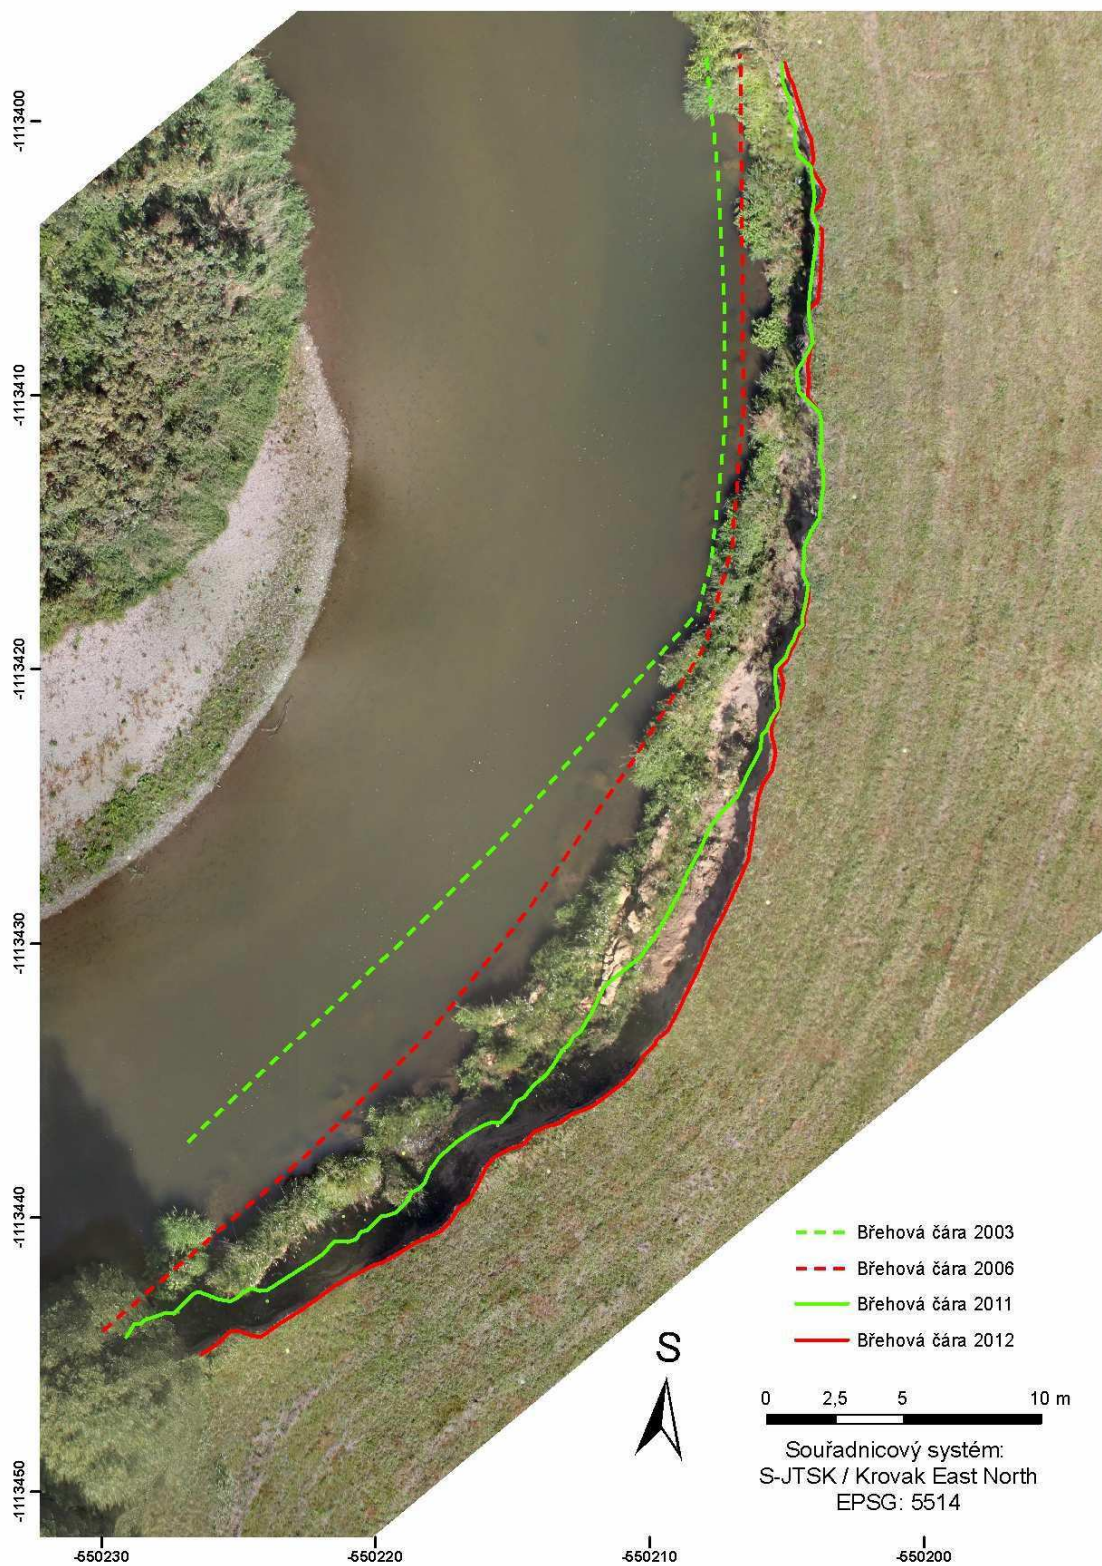 -1113400
-1113410
-1113420
-1113430
-1113440
-1113450
Břehová čára 2003
Břehová čára 2006
Břehová čára 2011
Břehová čára 2012
S
0 2,5 5 10 m
Souřadnicový systém:
S-JTSK / Krovak East North
EPSG: 5514
-550230 -550220 -550210 -550200